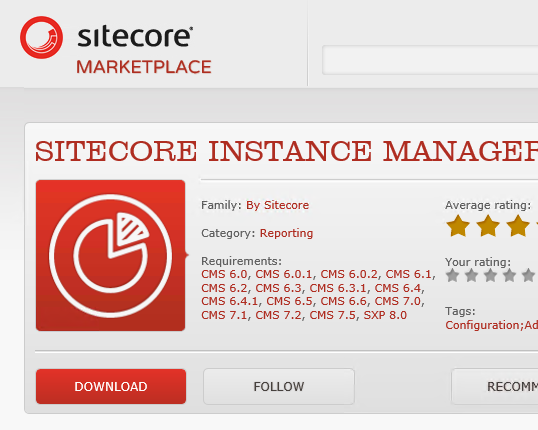 sitecore
MARKETPLACE
SITECORE INSTANCE MANAGER
Family: By Sitecore
Category: Reporting
Requirements:
CMS 6.0, CMS 6.0.1, CMS 6.0.2, CMS 6.1,
CMS 6.2, CMS 6.3, CMS 6.3.1, CMS 6.4,
CMS 6.4.1, CMS 6.5, CMS 6.6, CMS 7.0,
CMS 7.1, CMS 7.2, CMS 7.5, SXP 8.0
Average rating:
Your rating:
Tags:
Configuration;Ad
DOWNLOAD
FOLLOW
RECOMM